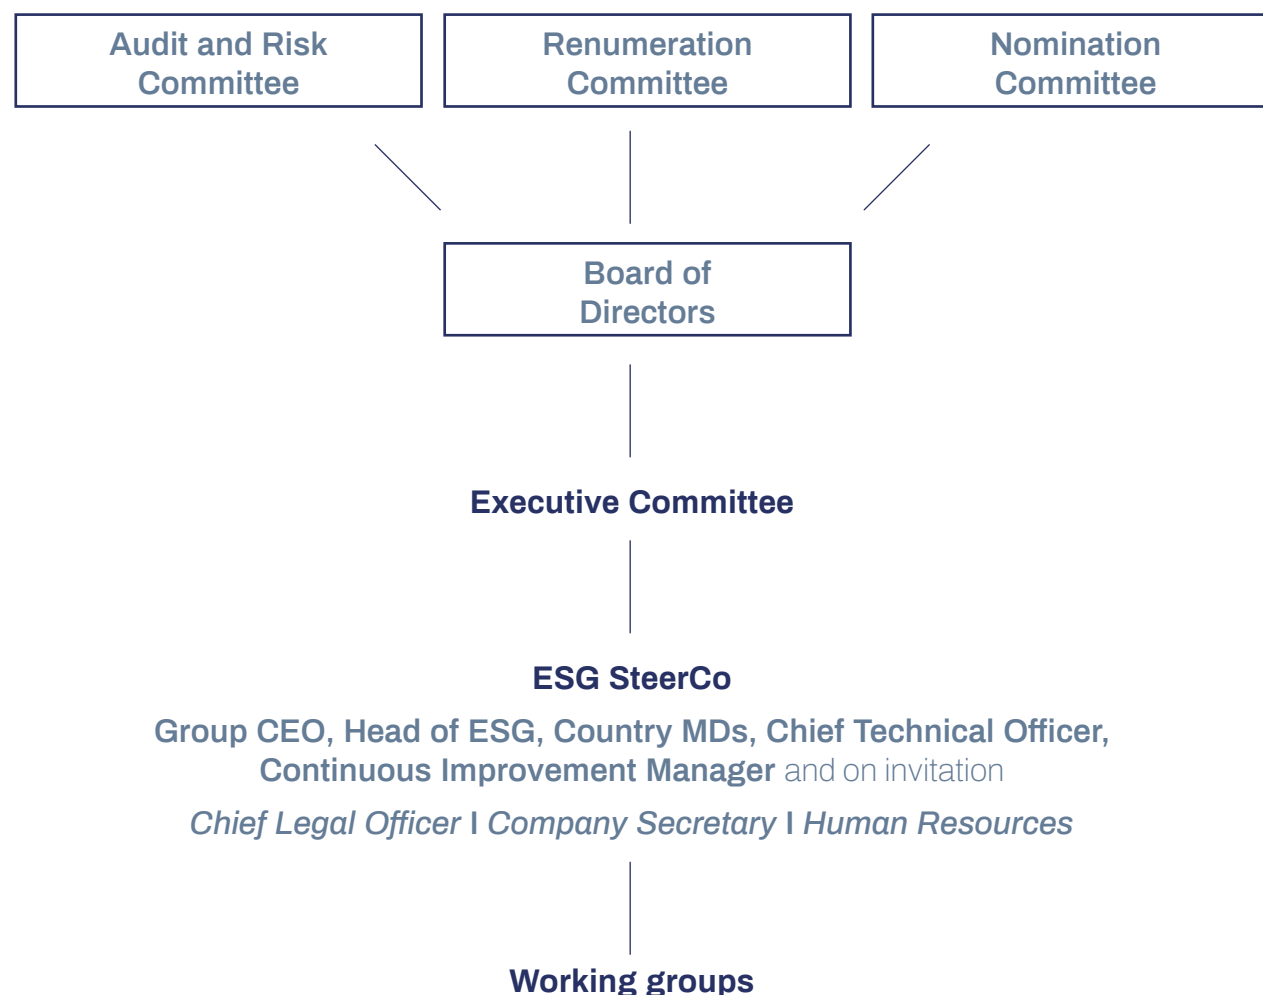 Audit and Risk
Committee
Renumeration
Committee
Nomination
Committee
Board of
Directors
Executive Committee
ESG SteerCo
Group CEO, Head of ESG, Country MDs, Chief Technical Officer,
Continuous Improvement Manager and on invitation
Chief Legal Officer I Company Secretary I Human Resources
Working groups